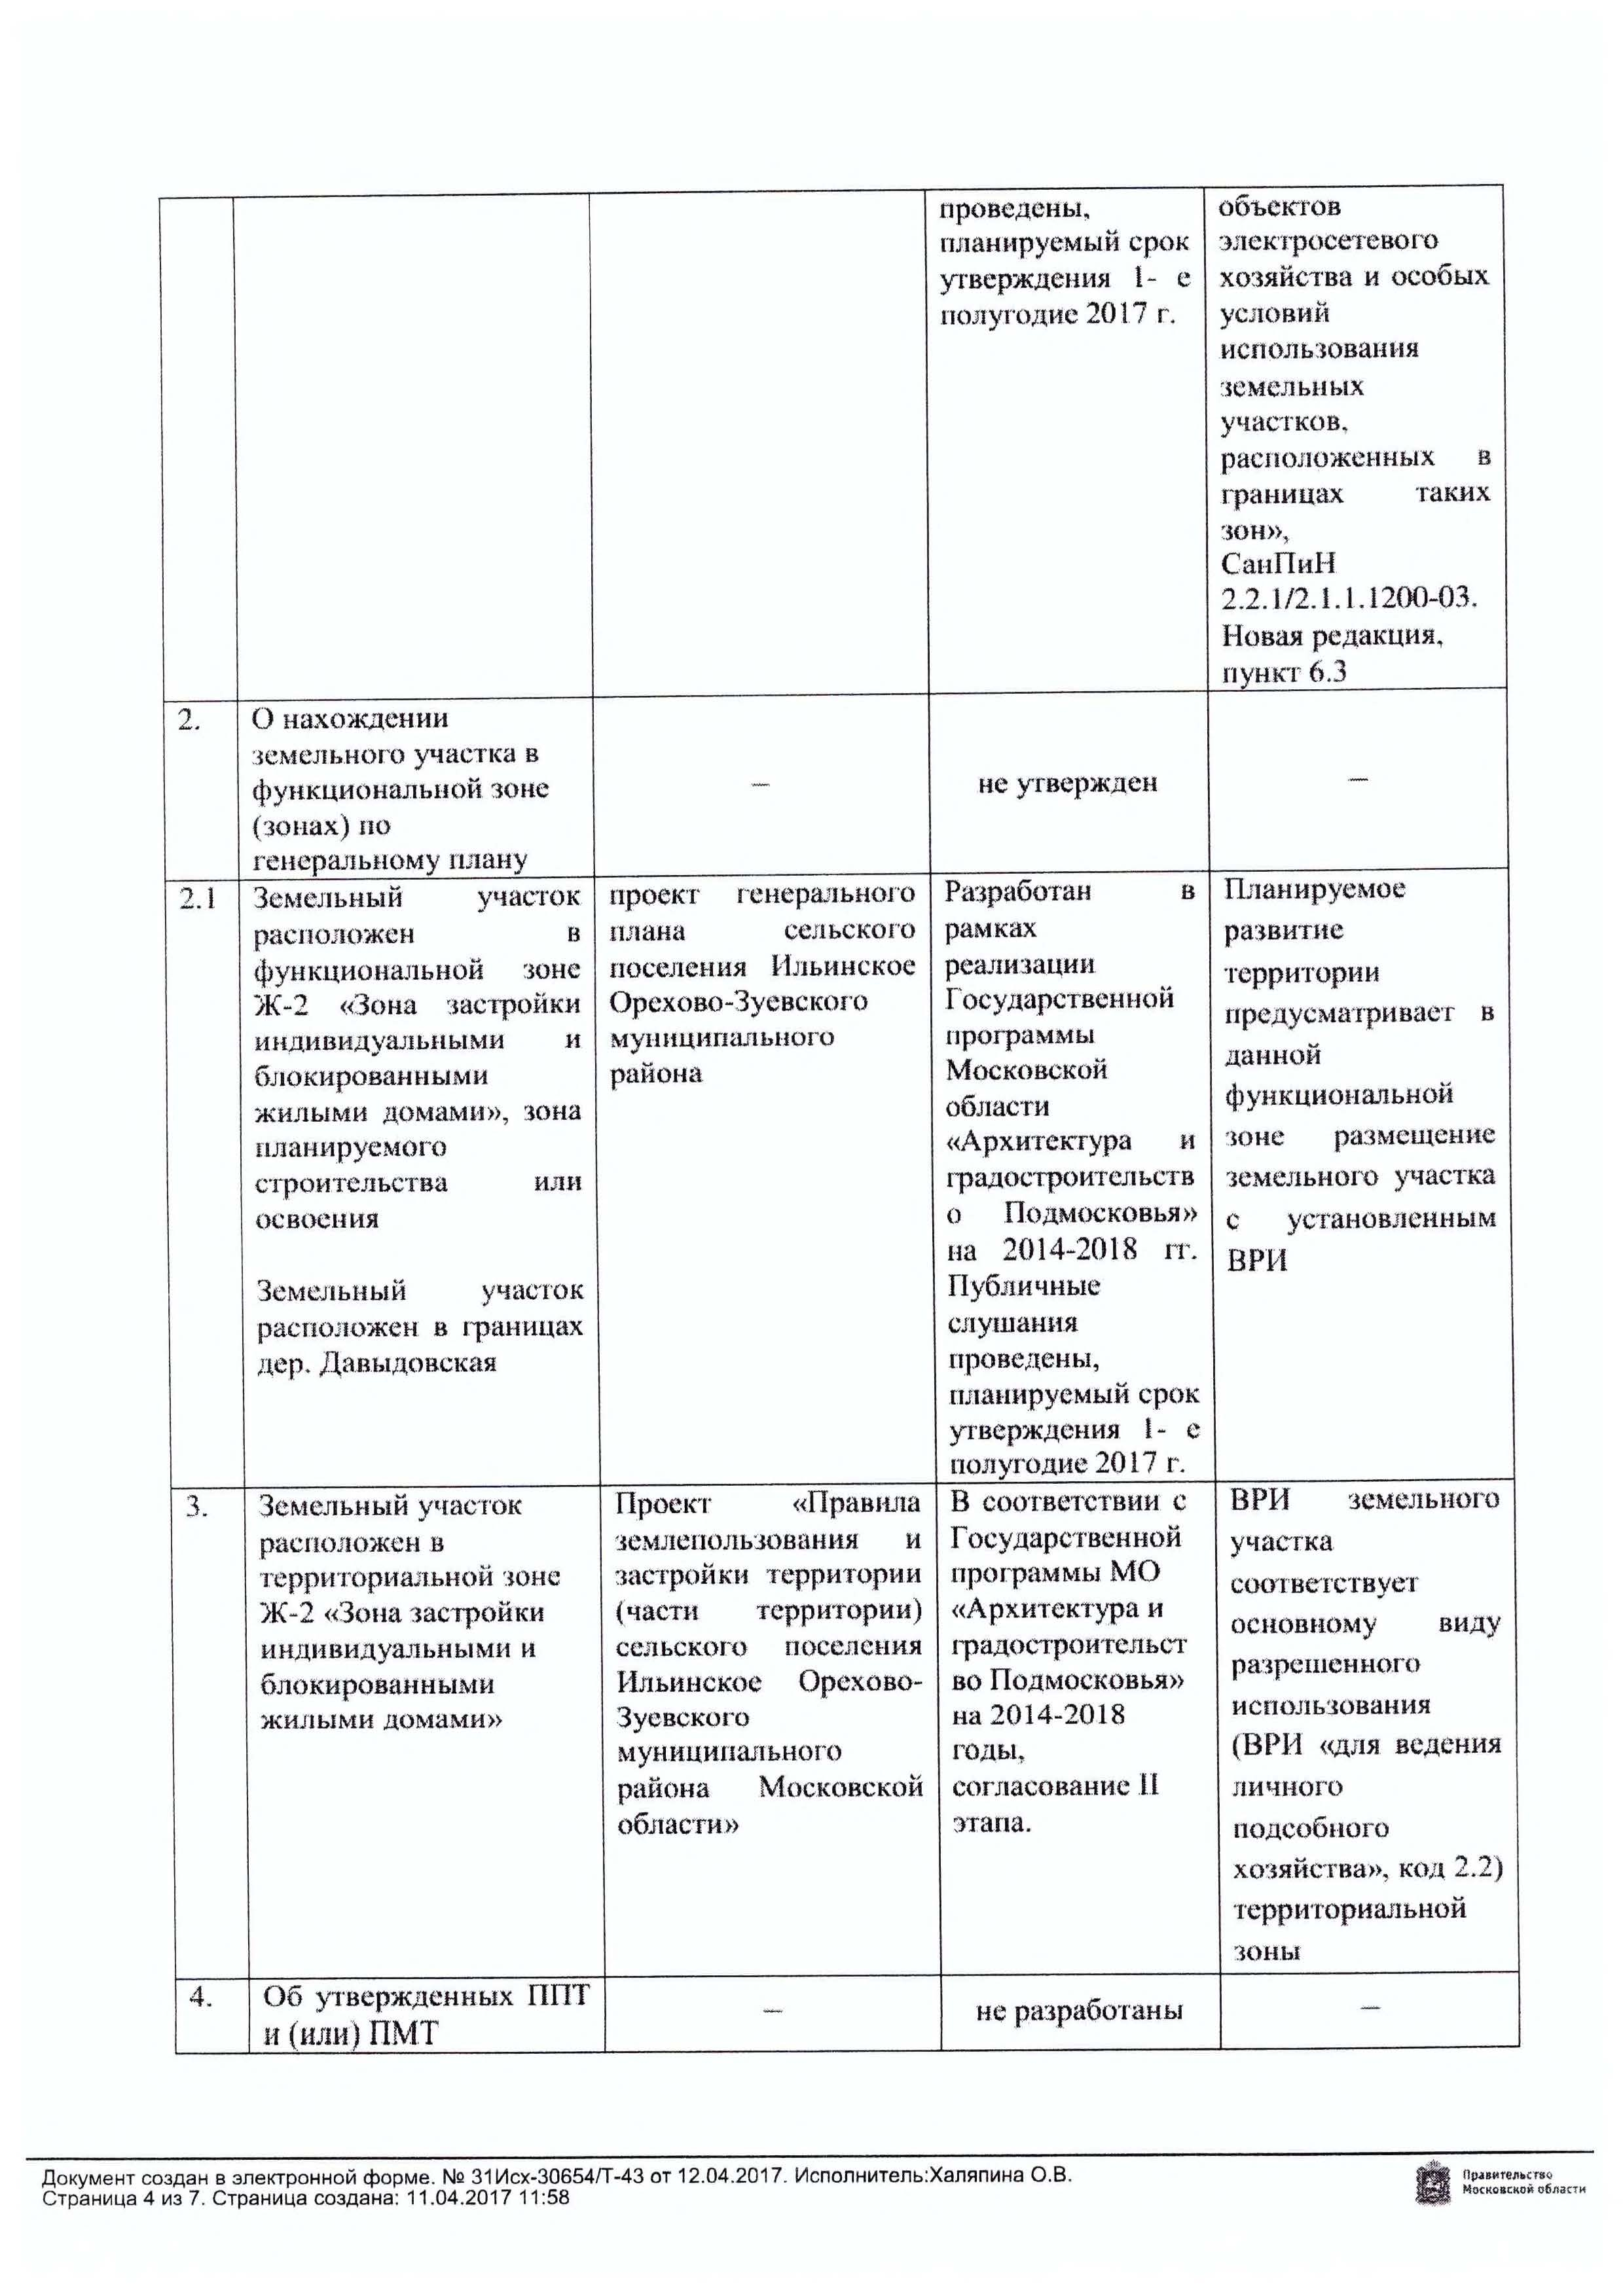 проведены,
планируемый срок
утверждения 1- е
полугодие 2017 г.
объектов
электросетевого
хозяйства и особых
условий
использования
земельных
участков,
расположенных в
границах таких
зон»,
СанПиН
2.2.1/2.1.1.1200-03.
Новая редакция,
пункт 6.3
2.
О нахождении
земельного участка в
функциональной зоне
(зонах) по
генеральному плану
—
не утвержден
—
2.1
Земельный участок
расположен в
функциональной зоне
Ж-2 «Зона застройки
индивидуальными и
блокированными
жилыми домами», зона
планируемого
строительства или
освоения
Земельный участок
расположен в границах
дер. Давыдовская
проект генерального
плана сельского
поселения Ильинское
Орехово-Зуевского
муниципального
района
Разработан в
рамках
реализации
Государственной
программы
Московской
области
«Архитектура и
градостроительств
о Подмосковья»
на 2014-2018 гг.
Публичные
слушания
проведены,
планируемый срок
утверждения 1- е
полугодие 2017 г.
Планируемое
развитие
территории
предусматривает в
данной
функциональной
зоне размещение
земельного участка
с установленным
ВРИ
3.
Земельный участок
расположен в
территориальной зоне
Ж-2 «Зона застройки
индивидуальными и
блокированными
жилыми домами»
Проект «Правила
землепользования и
застройки территории
(части территории)
сельского поселения
Ильинское Орехово-
Зуевского
муниципального
района Московской
области»
В соответствии с
Государственной
программы МО
«Архитектура и
градостроительст
во Подмосковья»
на 2014-2018
годы,
согласование II
этапа.
ВРИ земельного
участка
соответствует
основному виду
разрешенного
использования
(ВРИ «для ведения
личного
подсобного
хозяйства», код 2.2)
территориальной
зоны
4.
Об утвержденных ППТ
и (или) ПМТ
—
не разработаны
—
Документ создан в электронной форме. № 31Исх-30654/Т-43 от 12.04.2017. Исполнитель:Халяпина О.В.
Страница 4 из 7. Страница создана: 11.04.2017 11:58
Правительство
Московской области